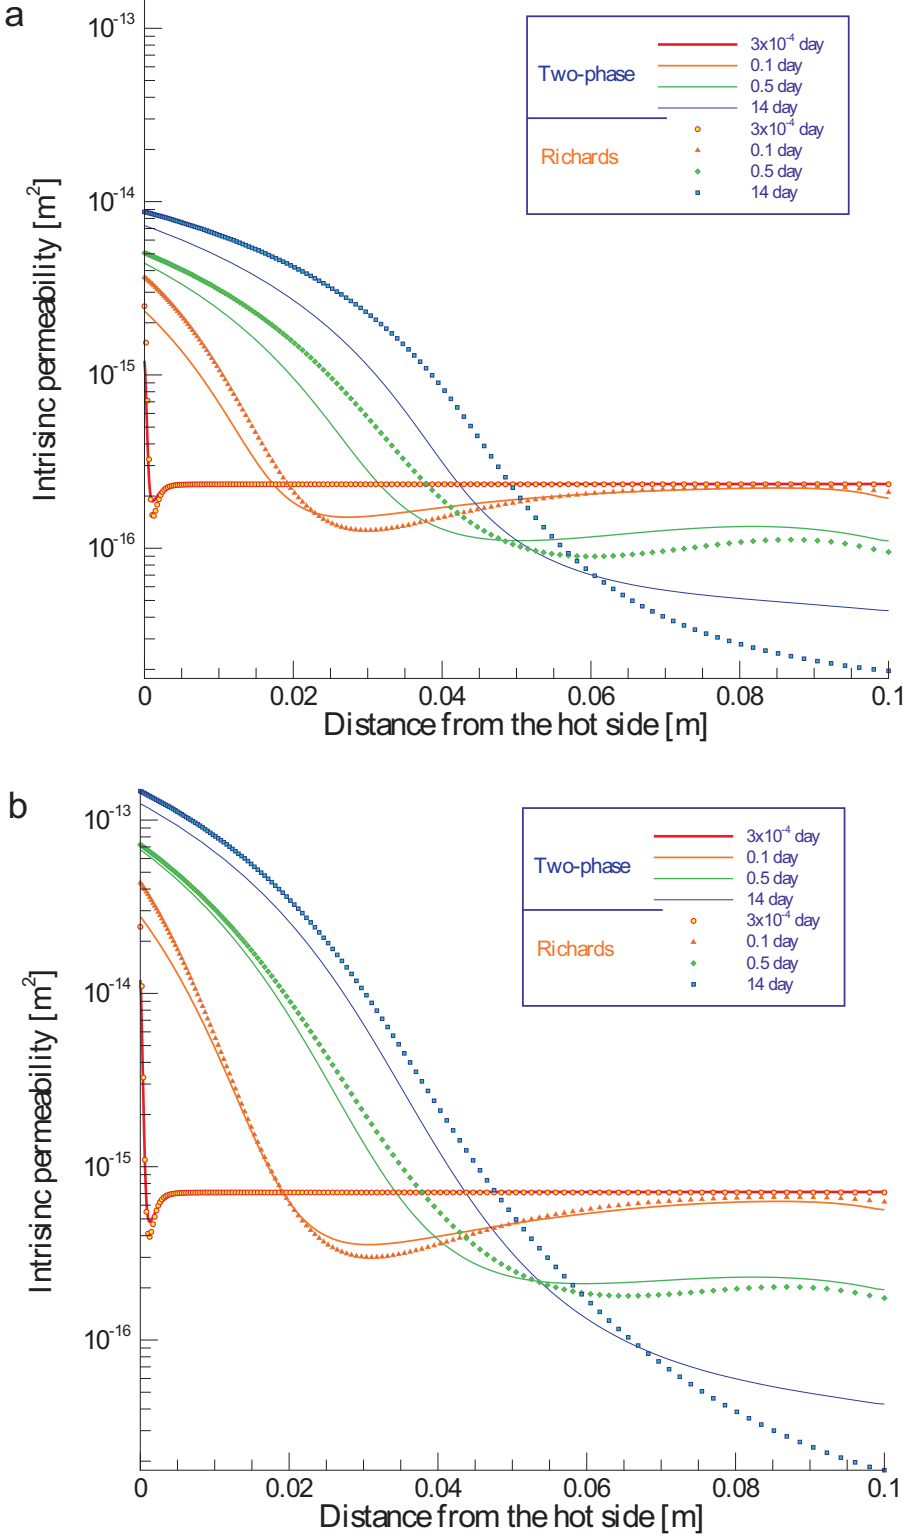 a
10⁻¹³
10⁻¹⁴
10⁻¹⁵
10⁻¹⁶
Intrisinc permeability [m²]
Two-phase
3x10⁻⁴ day
0.1 day
0.5 day
14 day
Richards
3x10⁻⁴ day
0.1 day
0.5 day
14 day
0 0.02 0.04 0.06 0.08 0.1
Distance from the hot side [m]
b
10⁻¹³
10⁻¹⁴
10⁻¹⁵
10⁻¹⁶
Intrisinc permeability [m²]
Two-phase
3x10⁻⁴ day
0.1 day
0.5 day
14 day
Richards
3x10⁻⁴ day
0.1 day
0.5 day
14 day
0 0.02 0.04 0.06 0.08 0.1
Distance from the hot side [m]